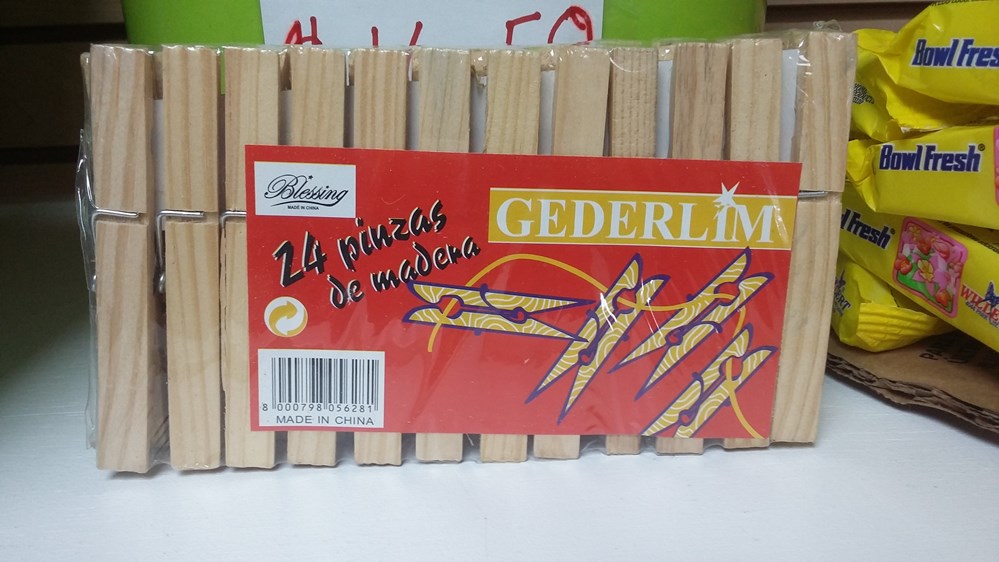 Blessing
MADE IN CHINA
24 pinzas
de madera
GEDERLIM
8 000798 056281
MADE IN CHINA
Bowl Fres
Bowl Fresh®
Fresh®